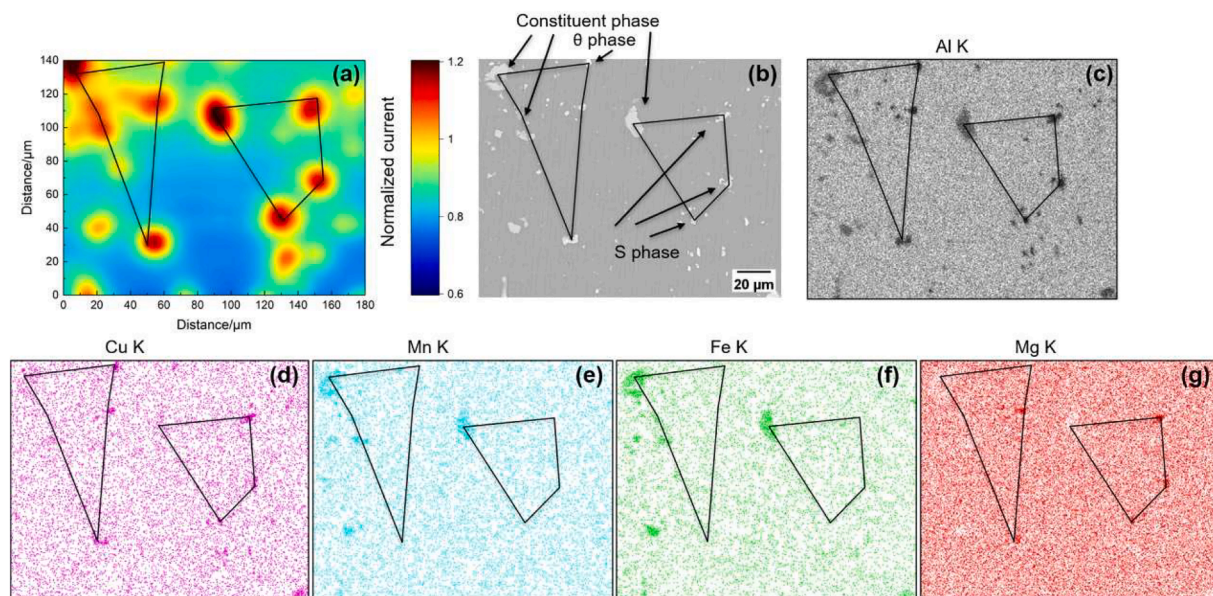 Constituent phase
θ phase
(a)
140
120
100
80
60
40
20
0
0 20 40 60 80 100 120 140 160 180
Distance/µm
Distance/µm
1.2
1
0.8
0.6
Normalized current
(b)
S phase
20 µm
Al K
(c)
Cu K
(d)
Mn K
(e)
Fe K
(f)
Mg K
(g)